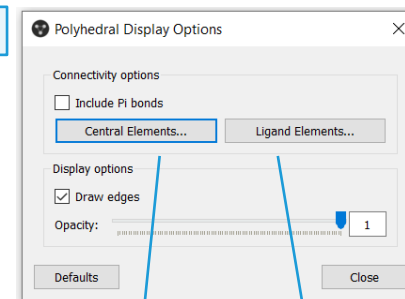 Polyhedral Display Options
Connectivity options
Include Pi bonds
Central Elements... Ligand Elements...
Display options
Draw edges
Opacity: 1
Defaults Close